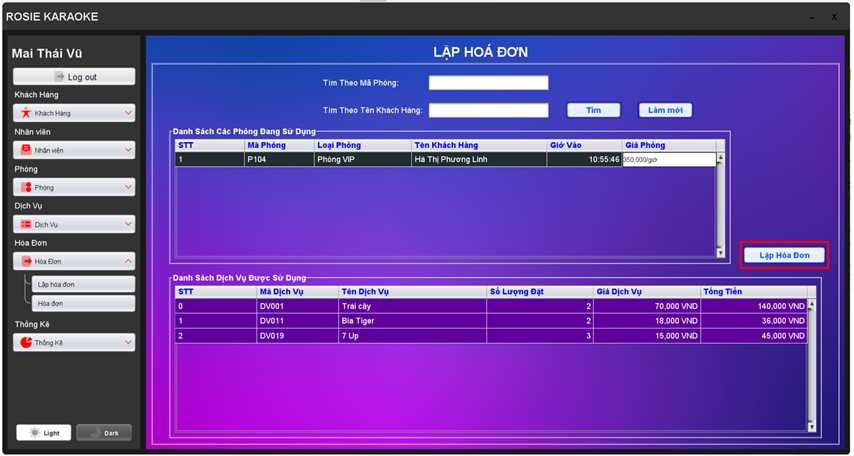 ROSIE KARAOKE
Mai Thái Vũ
Log out
Khách Hàng
Khách Hàng
Nhân viên
Nhân viên
Phòng
Phòng
Dịch Vụ
Dịch Vụ
Hóa Đơn
Hóa Đơn
Lập hóa đơn
Hóa đơn
Thống Kê
Thống Kê
Light Dark
LẬP HOÁ ĐƠN
Tìm Theo Mã Phòng:
Tìm Theo Tên Khách Hàng: Tìm Làm mới
Danh Sách Các Phòng Đang Sử Dụng
STT Mã Phòng Loại Phòng Tên Khách Hàng Giờ Vào Giá Phòng
1 P104 Phòng VIP Hà Thị Phương Linh 10:55:46 350,000/giờ
Lập Hóa Đơn
Danh Sách Dịch Vụ Được Sử Dụng
STT Mã Dịch Vụ Tên Dịch Vụ Số Lượng Đặt Giá Dịch Vụ Tổng Tiền
0 DV001 Trái cây 2 70,000 VND 140,000 VND
1 DV011 Bia Tiger 2 18,000 VND 36,000 VND
2 DV019 7 Up 3 15,000 VND 45,000 VND